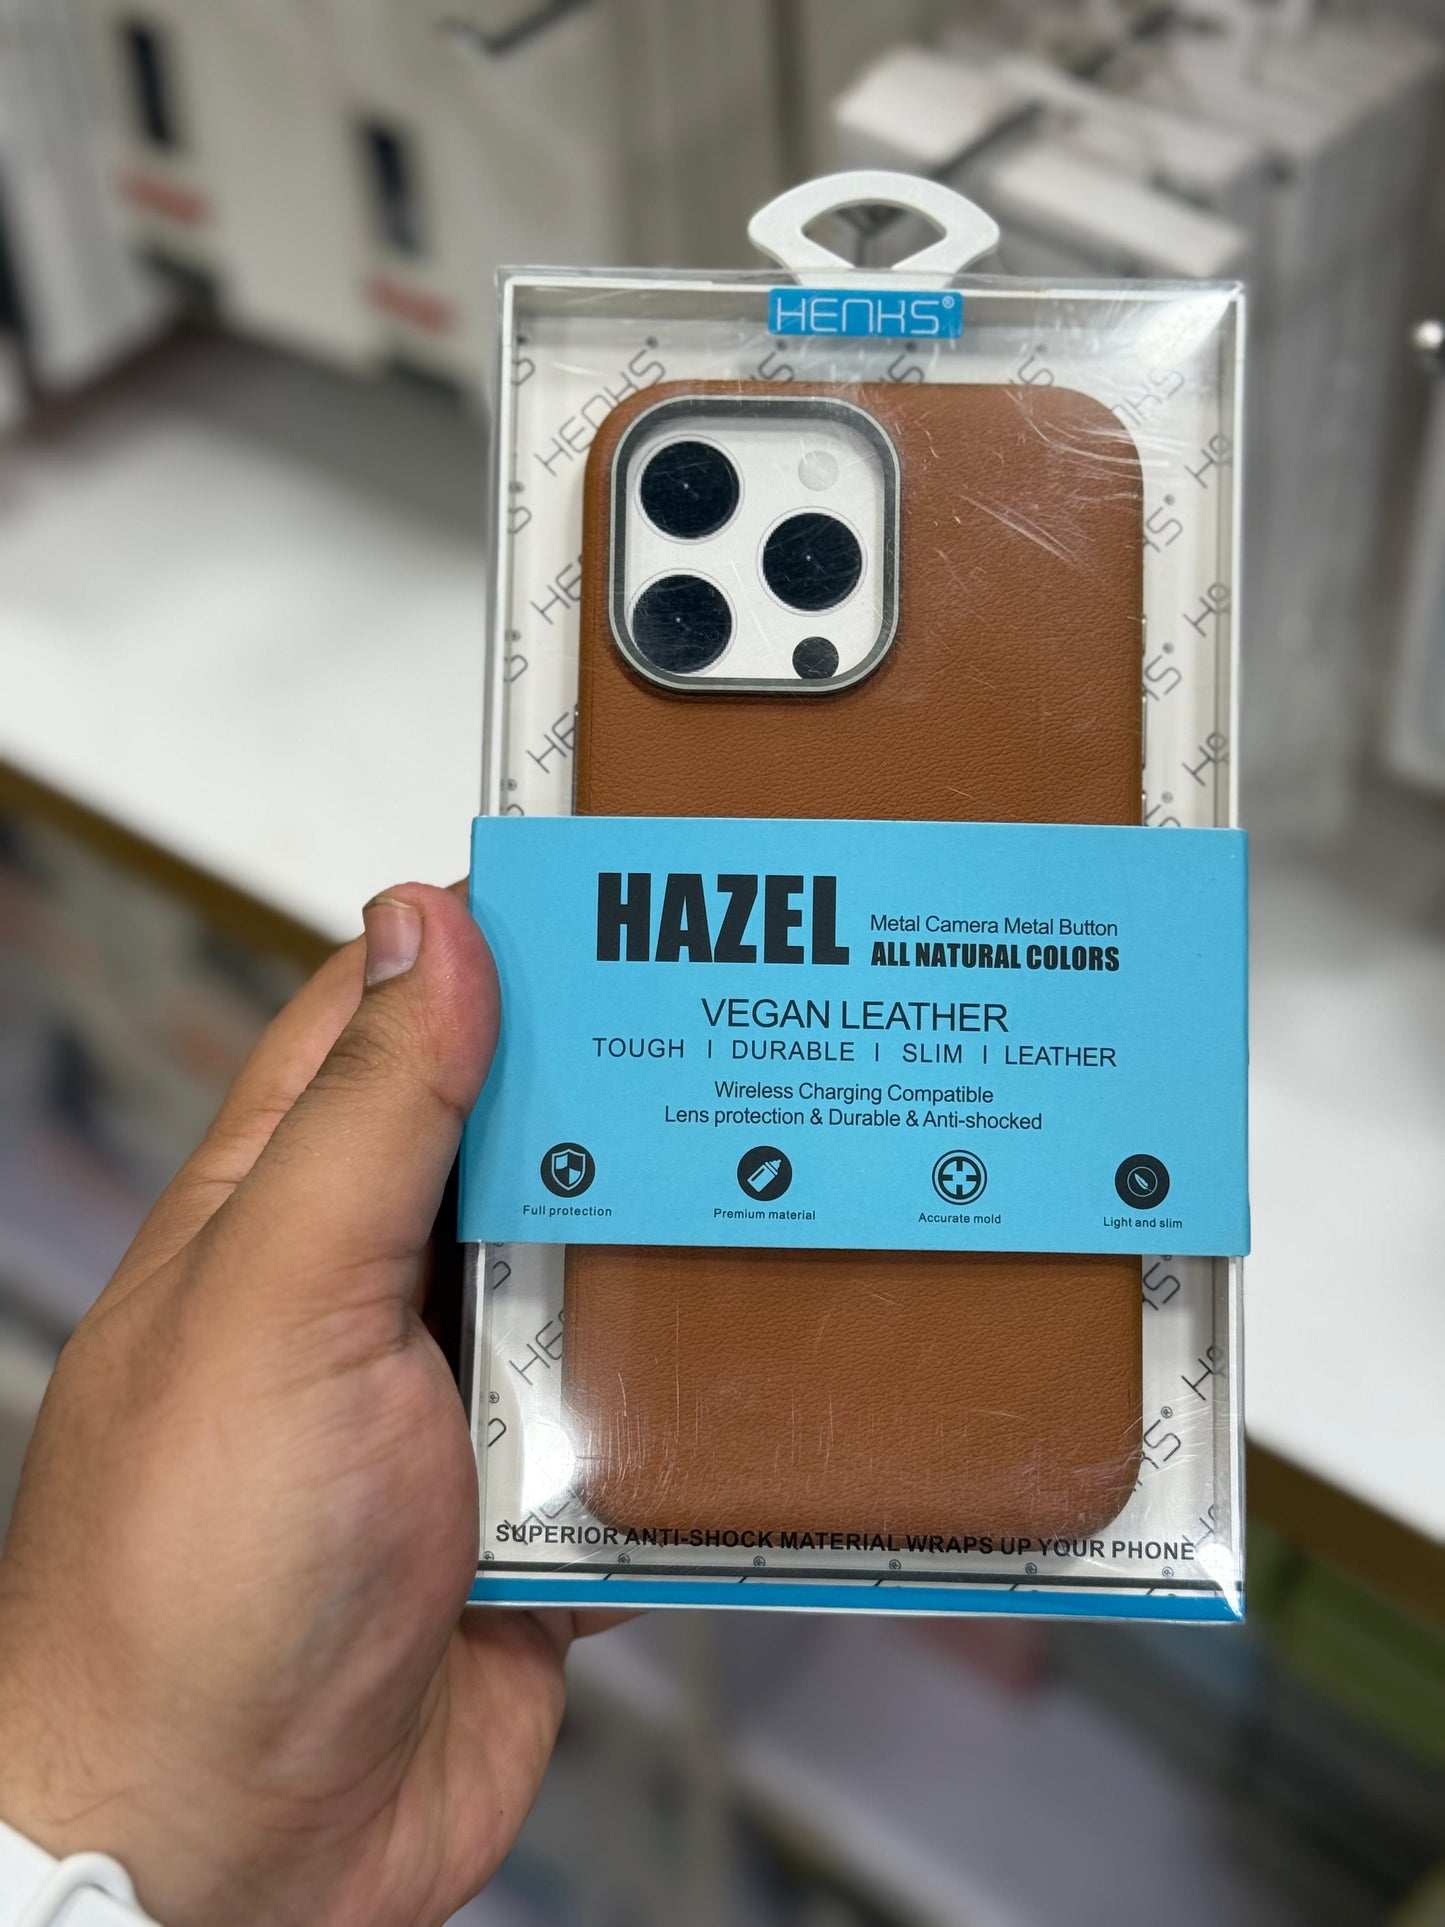 HENKS®
HAZEL
Metal Camera Metal Button
ALL NATURAL COLORS
VEGAN LEATHER
TOUGH | DURABLE | SLIM | LEATHER
Wireless Charging Compatible
Lens protection & Durable & Anti-shocked
Full protection
Premium material
Accurate mold
Light and slim
SUPERIOR ANTI-SHOCK MATERIAL WRAPS UP YOUR PHONE